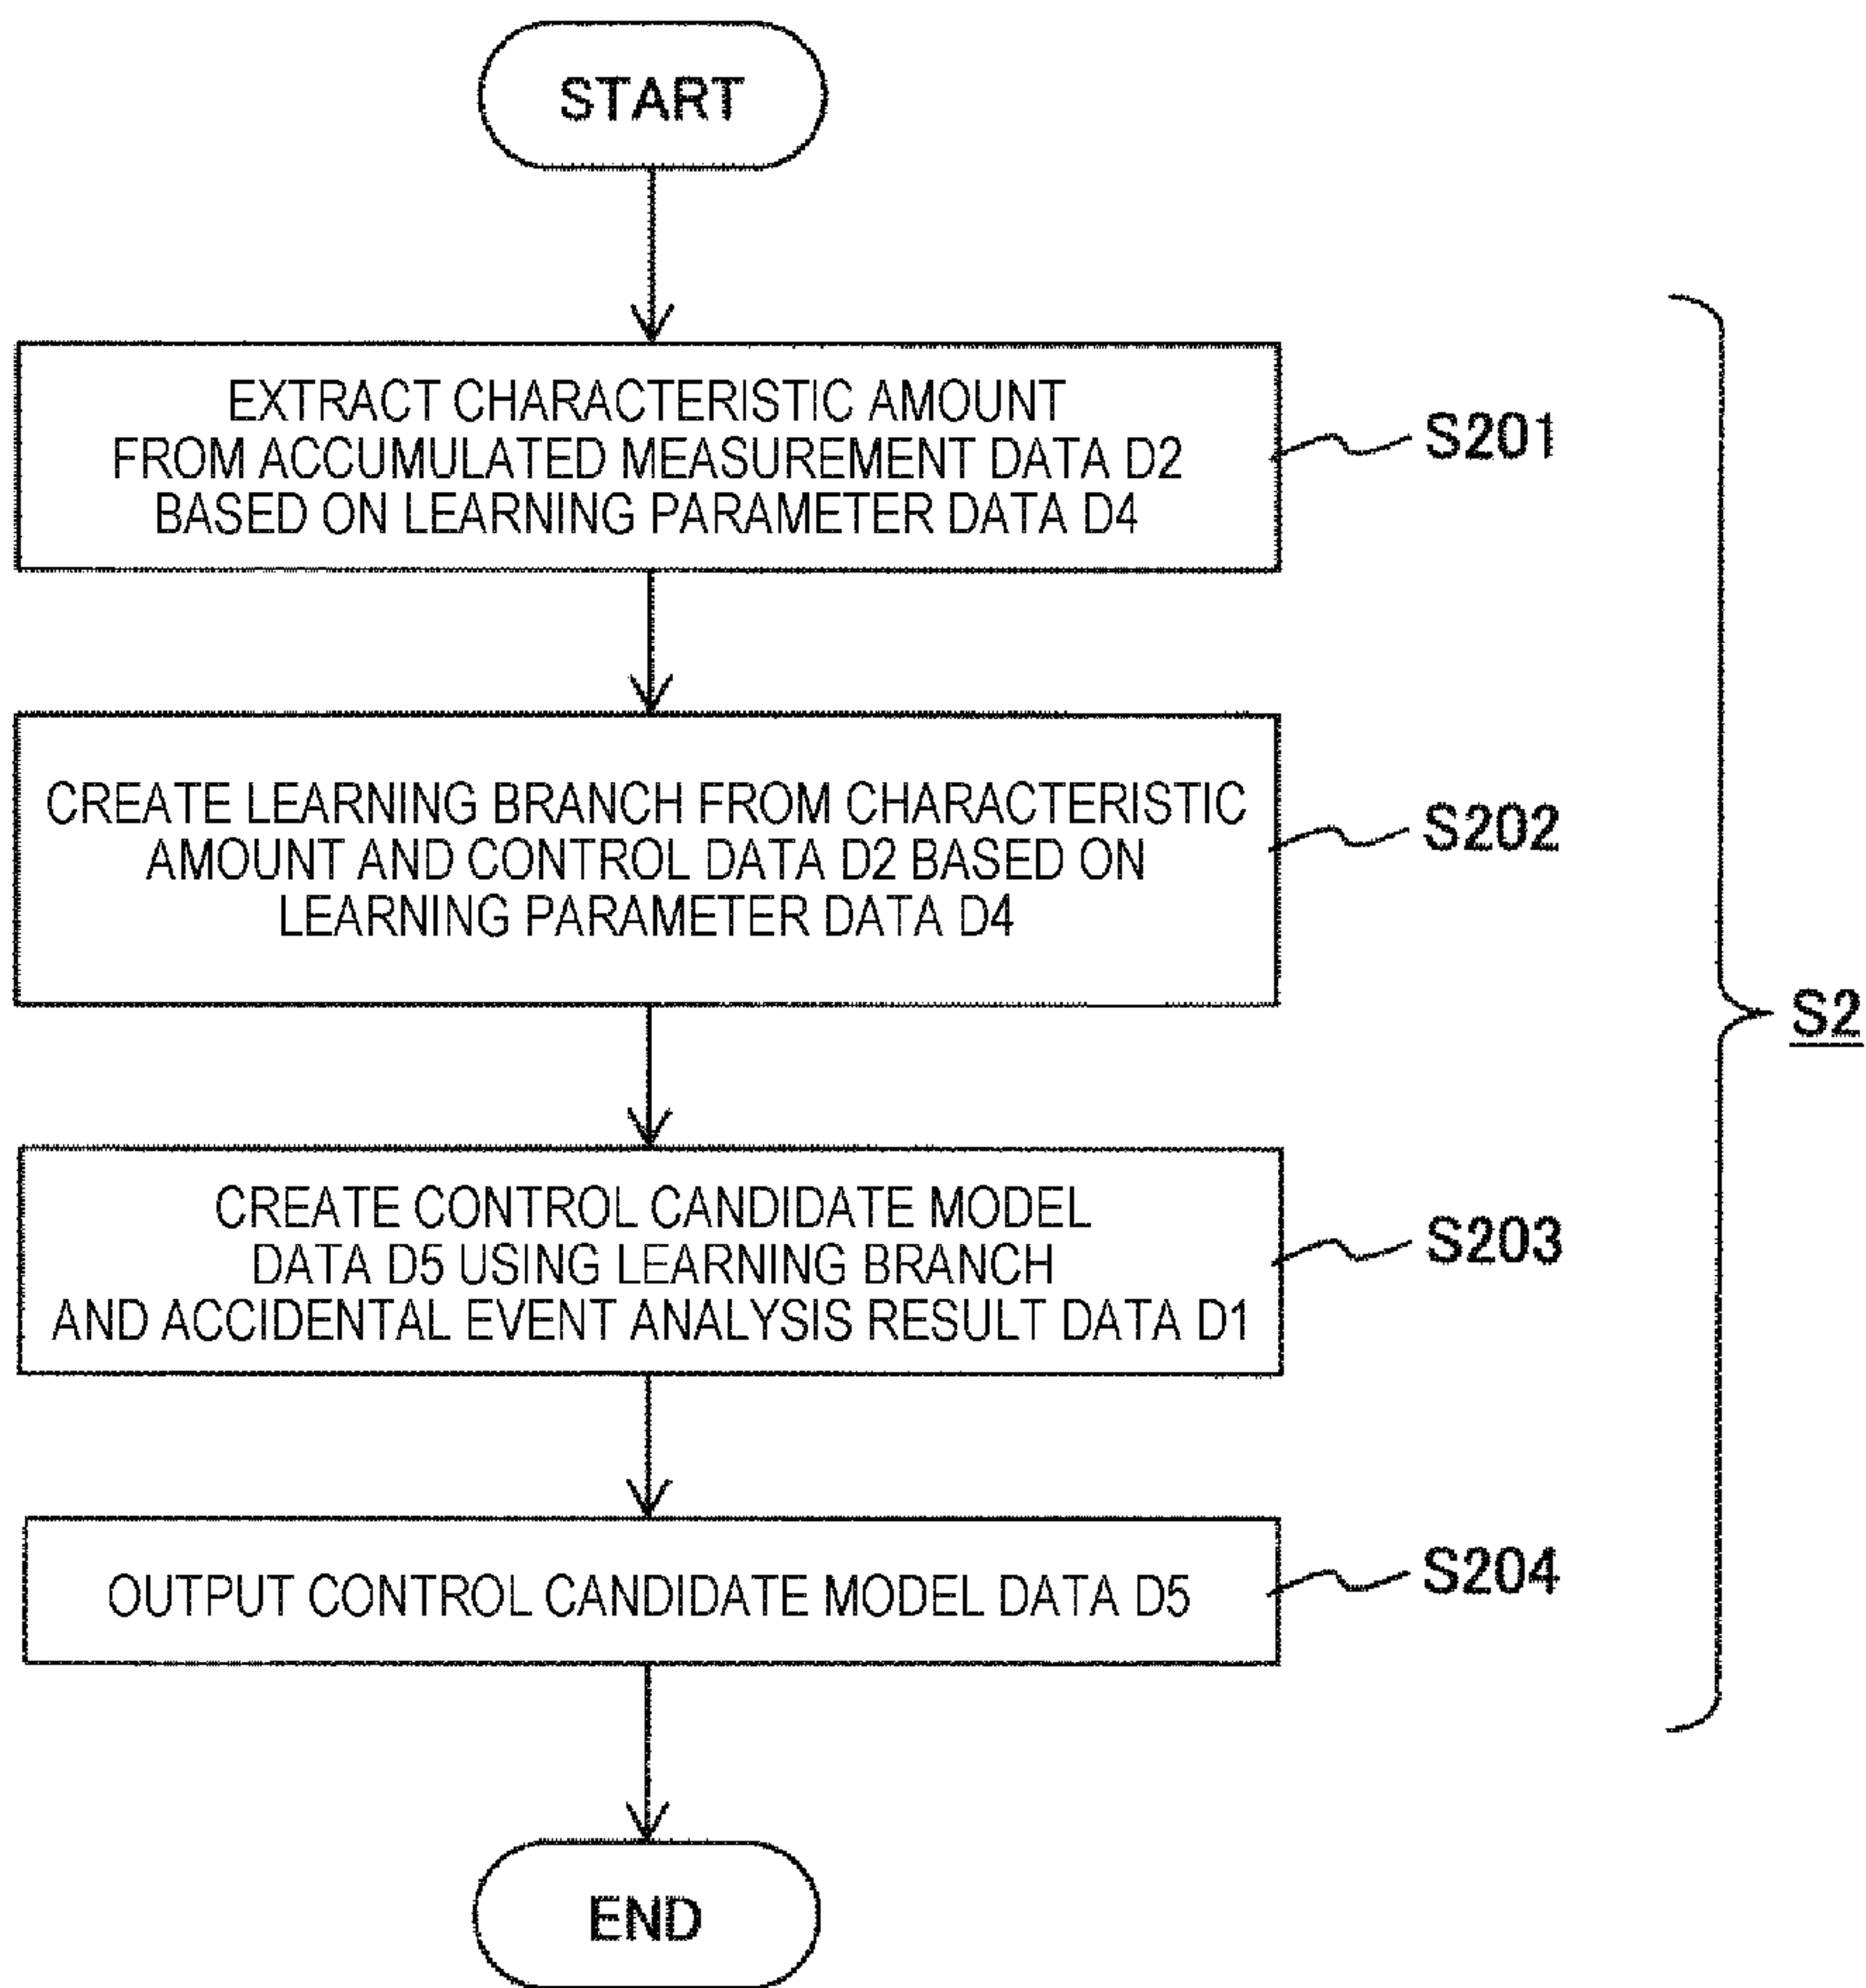 START
EXTRACT CHARACTERISTIC AMOUNT
FROM ACCUMULATED MEASUREMENT DATA D2
BASED ON LEARNING PARAMETER DATA D4
S201
CREATE LEARNING BRANCH FROM CHARACTERISTIC
AMOUNT AND CONTROL DATA D2 BASED ON
LEARNING PARAMETER DATA D4
S202
S2
CREATE CONTROL CANDIDATE MODEL
DATA D5 USING LEARNING BRANCH
AND ACCIDENTAL EVENT ANALYSIS RESULT DATA D1
S203
OUTPUT CONTROL CANDIDATE MODEL DATA D5
S204
END